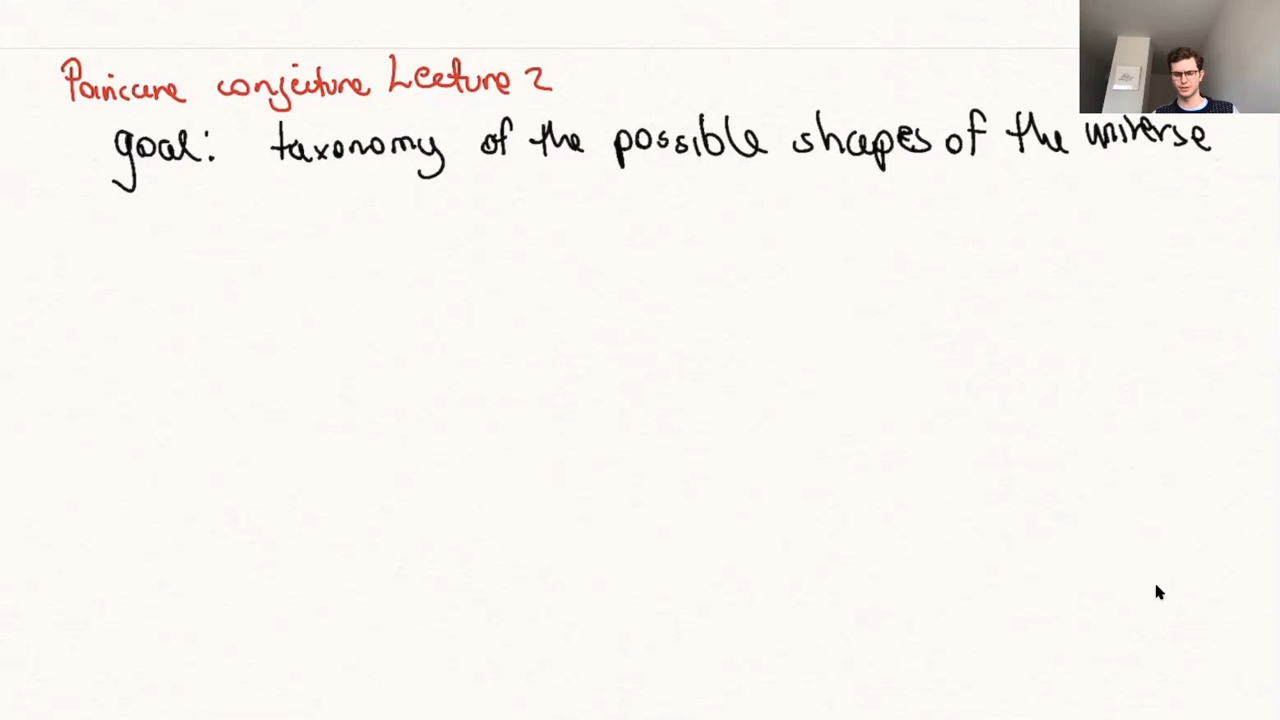 Poincare conjecture Lecture 2
goal: taxonomy of the possible shapes of the universe